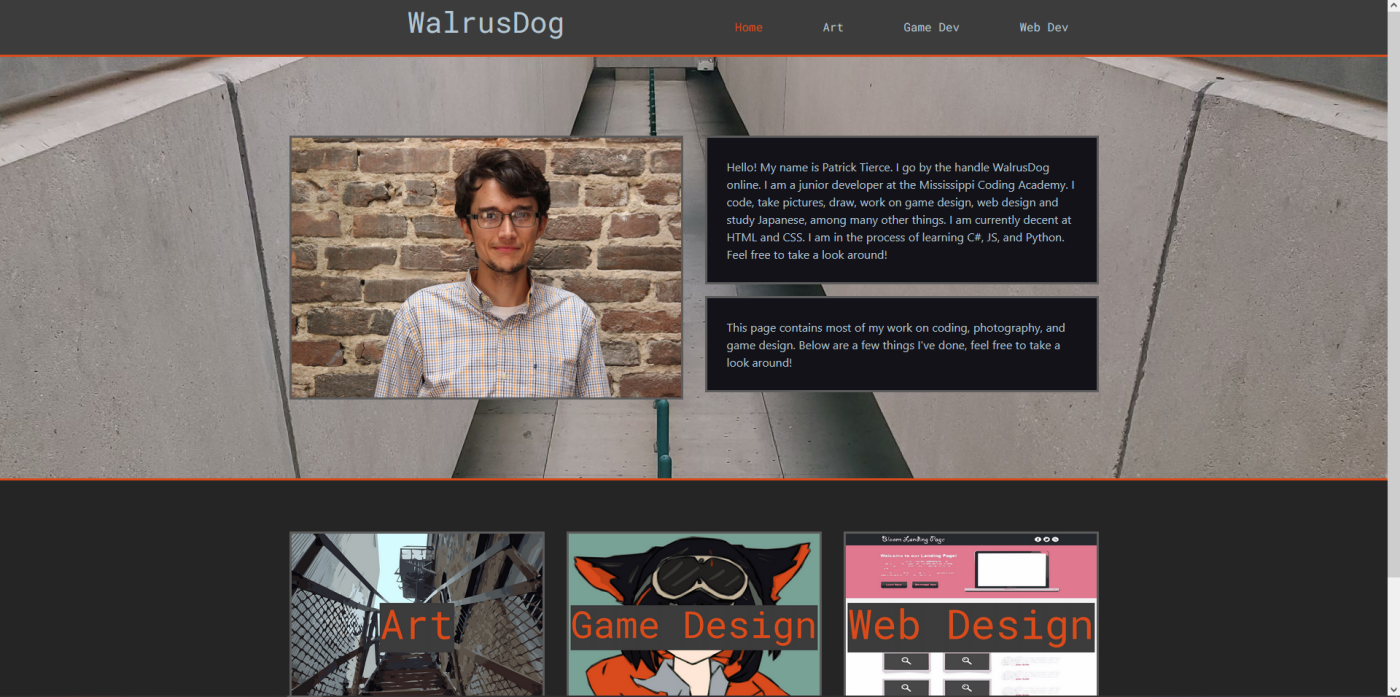 WalrusDog
Home Art Game Dev Web Dev
Hello! My name is Patrick Tierce. I go by the handle WalrusDog
online. I am a junior developer at the Mississippi Coding Academy. I
code, take pictures, draw, work on game design, web design and
study Japanese, among many other things. I am currently decent at
HTML and CSS. I am in the process of learning C#, JS, and Python.
Feel free to take a look around!
This page contains most of my work on coding, photography, and
game design. Below are a few things I've done, feel free to take a
look around!
Art
Game Design
Bloom Landing Page
Welcome to our Landing Page!
Web Design